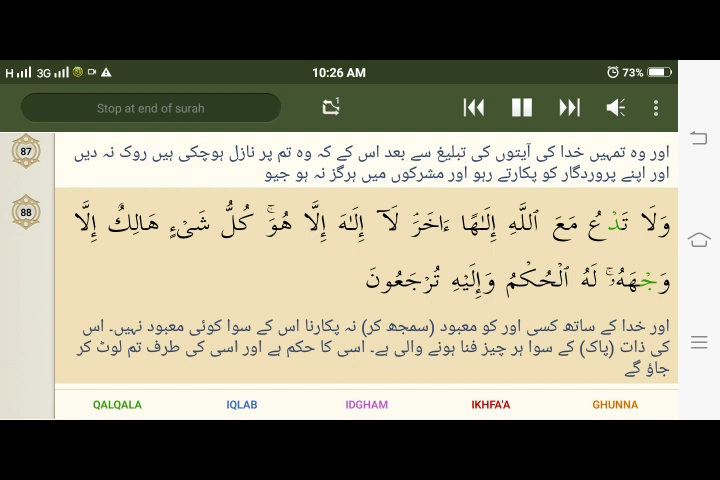 H 3G 10:26 AM 73%
Stop at end of surah 1
87 اور وہ تمہیں خدا کی آیتوں کی تبلیغ سے بعد اس کے کہ وہ تم پر نازل ہوچکی ہیں روک نہ دیں
اور اپنے پروردگار کو پکارتے رہو اور مشرکوں میں ہرگز نہ ہو جیو
88 وَلَا تَدْعُ مَعَ ٱللَّهِ إِلَـٰهًا ءَاخَرَ ۘ لَآ إِلَـٰهَ إِلَّا هُوَ ۚ كُلُّ شَىْءٍ هَالِكٌ إِلَّا
وَجْهَهُۥ ۚ لَهُ ٱلْحُكْمُ وَإِلَيْهِ تُرْجَعُونَ
اور خدا کے ساتھ کسی اور کو معبود (سمجھ کر) نہ پکارنا اس کے سوا کوئی معبود نہیں۔ اس
کی ذات (پاک) کے سوا ہر چیز فنا ہونے والی ہے۔ اسی کا حکم ہے اور اسی کی طرف تم لوٹ کر
جاؤ گے
QALQALA IQLAB IDGHAM IKHFA'A GHUNNA